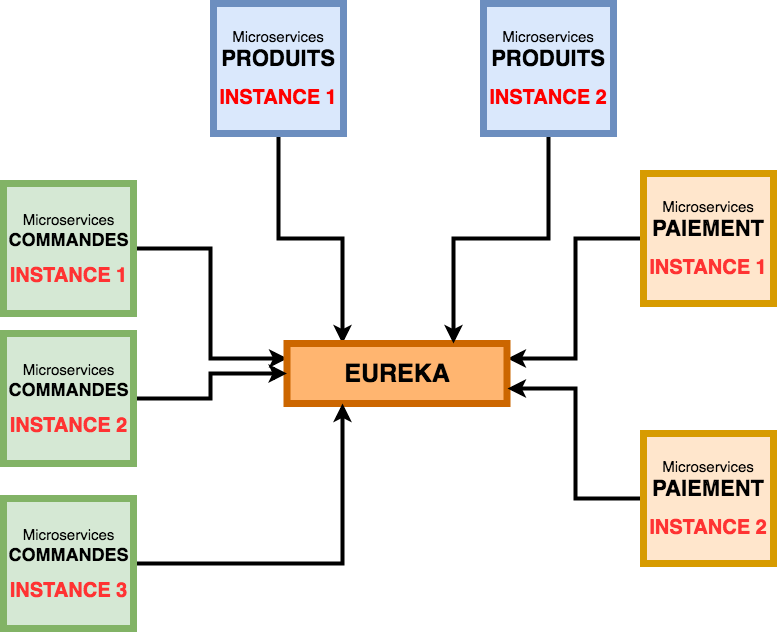 Microservices
PRODUITS
INSTANCE 1
Microservices
PRODUITS
INSTANCE 2
Microservices
COMMANDES
INSTANCE 1
Microservices
PAIEMENT
INSTANCE 1
Microservices
COMMANDES
INSTANCE 2
EUREKA
Microservices
PAIEMENT
INSTANCE 2
Microservices
COMMANDES
INSTANCE 3